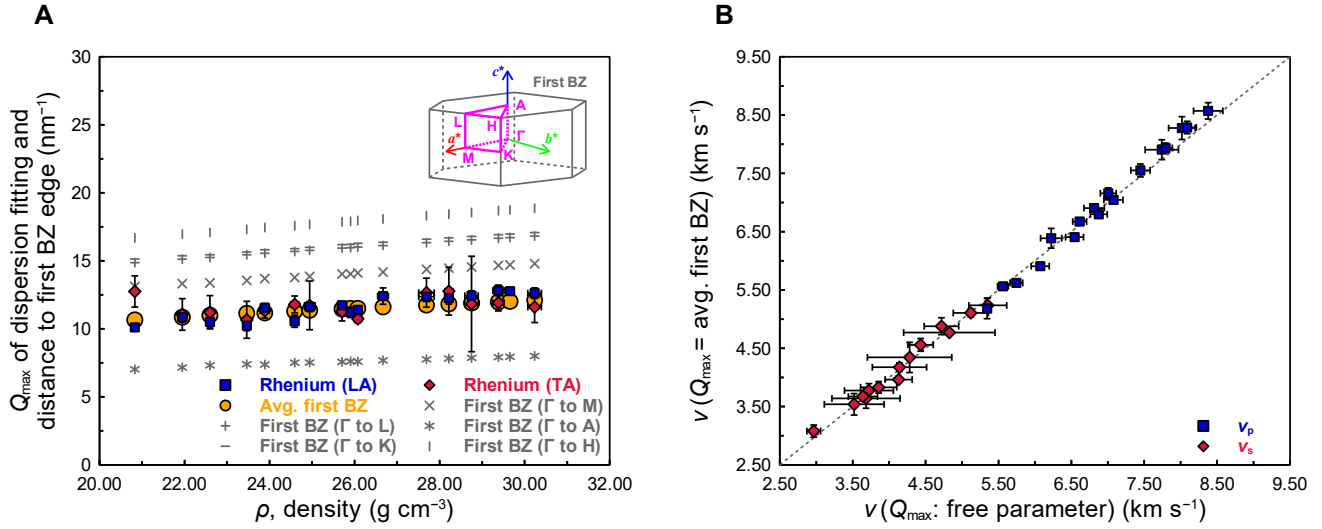 A
Q_max of dispersion fitting and
distance to first BZ edge (nm⁻¹)
30
25
20
15
10
5
0
20.00 22.00 24.00 26.00 28.00 30.00 32.00
ρ, density (g cm⁻³)
c*
First BZ
A
L
H
Γ
a*
b*
M
K
Rhenium (LA)
Rhenium (TA)
Avg. first BZ
First BZ (Γ to M)
First BZ (Γ to L)
First BZ (Γ to A)
First BZ (Γ to K)
First BZ (Γ to H)
B
v (Q_max = avg. first BZ) (km s⁻¹)
9.50
8.50
7.50
6.50
5.50
4.50
3.50
2.50
2.50 3.50 4.50 5.50 6.50 7.50 8.50 9.50
v (Q_max: free parameter) (km s⁻¹)
v_p
v_s